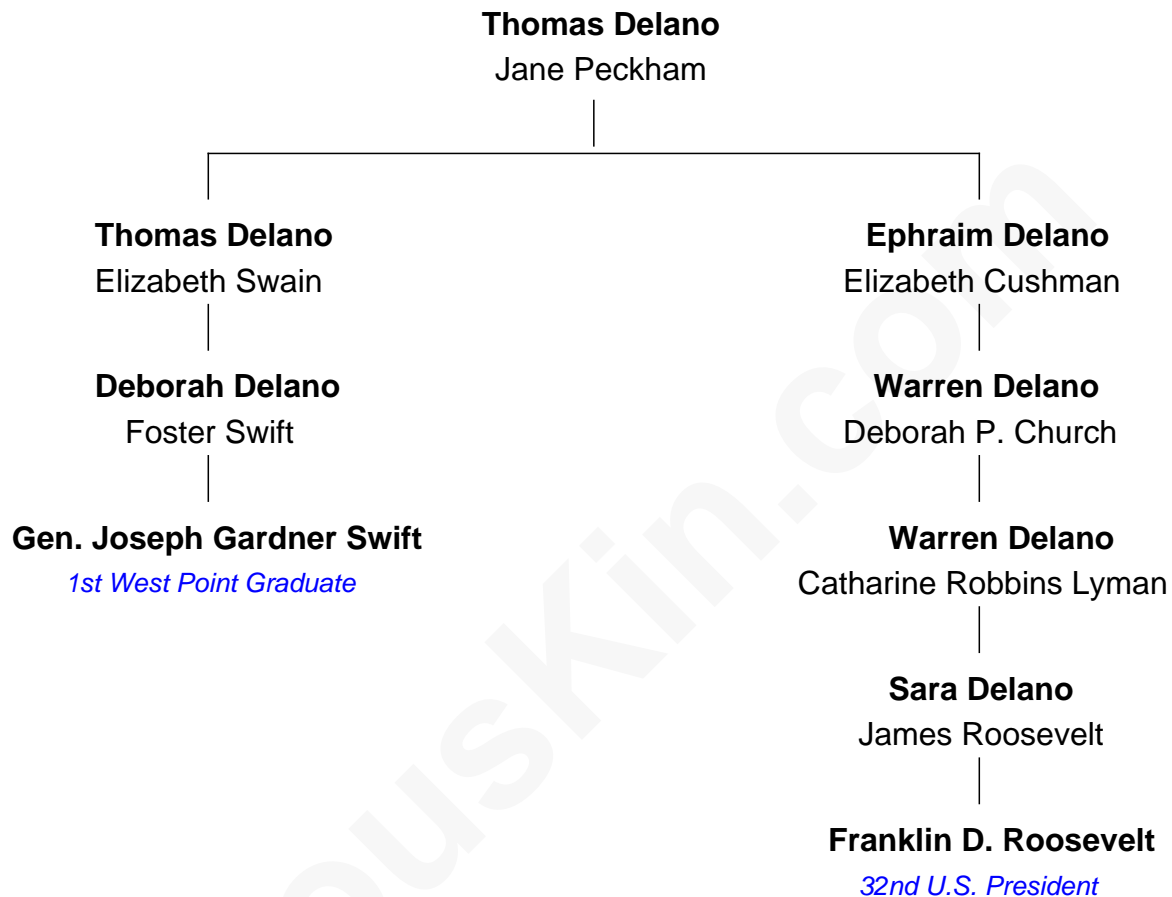 Thomas Delano
Jane Peckham
Thomas Delano
Elizabeth Swain
Ephraim Delano
Elizabeth Cushman
Deborah Delano
Foster Swift
Warren Delano
Deborah P. Church
Gen. Joseph Gardner Swift
1st West Point Graduate
Warren Delano
Catharine Robbins Lyman
Sara Delano
James Roosevelt
Franklin D. Roosevelt
32nd U.S. President
ousKin.com